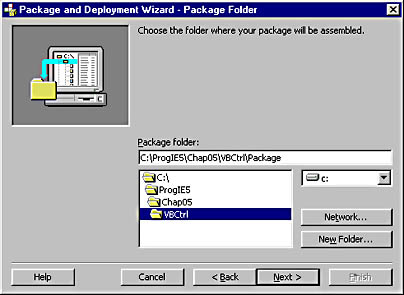 Package and Deployment Wizard - Package Folder
Choose the folder where your package will be assembled.
Package folder:
C:\ProgIE5\Chap05\VBCtrl\Package
C:\
ProgIE5
Chap05
VBCtrl
c:
Network...
New Folder...
Help
Cancel
< Back
Next >
Finish